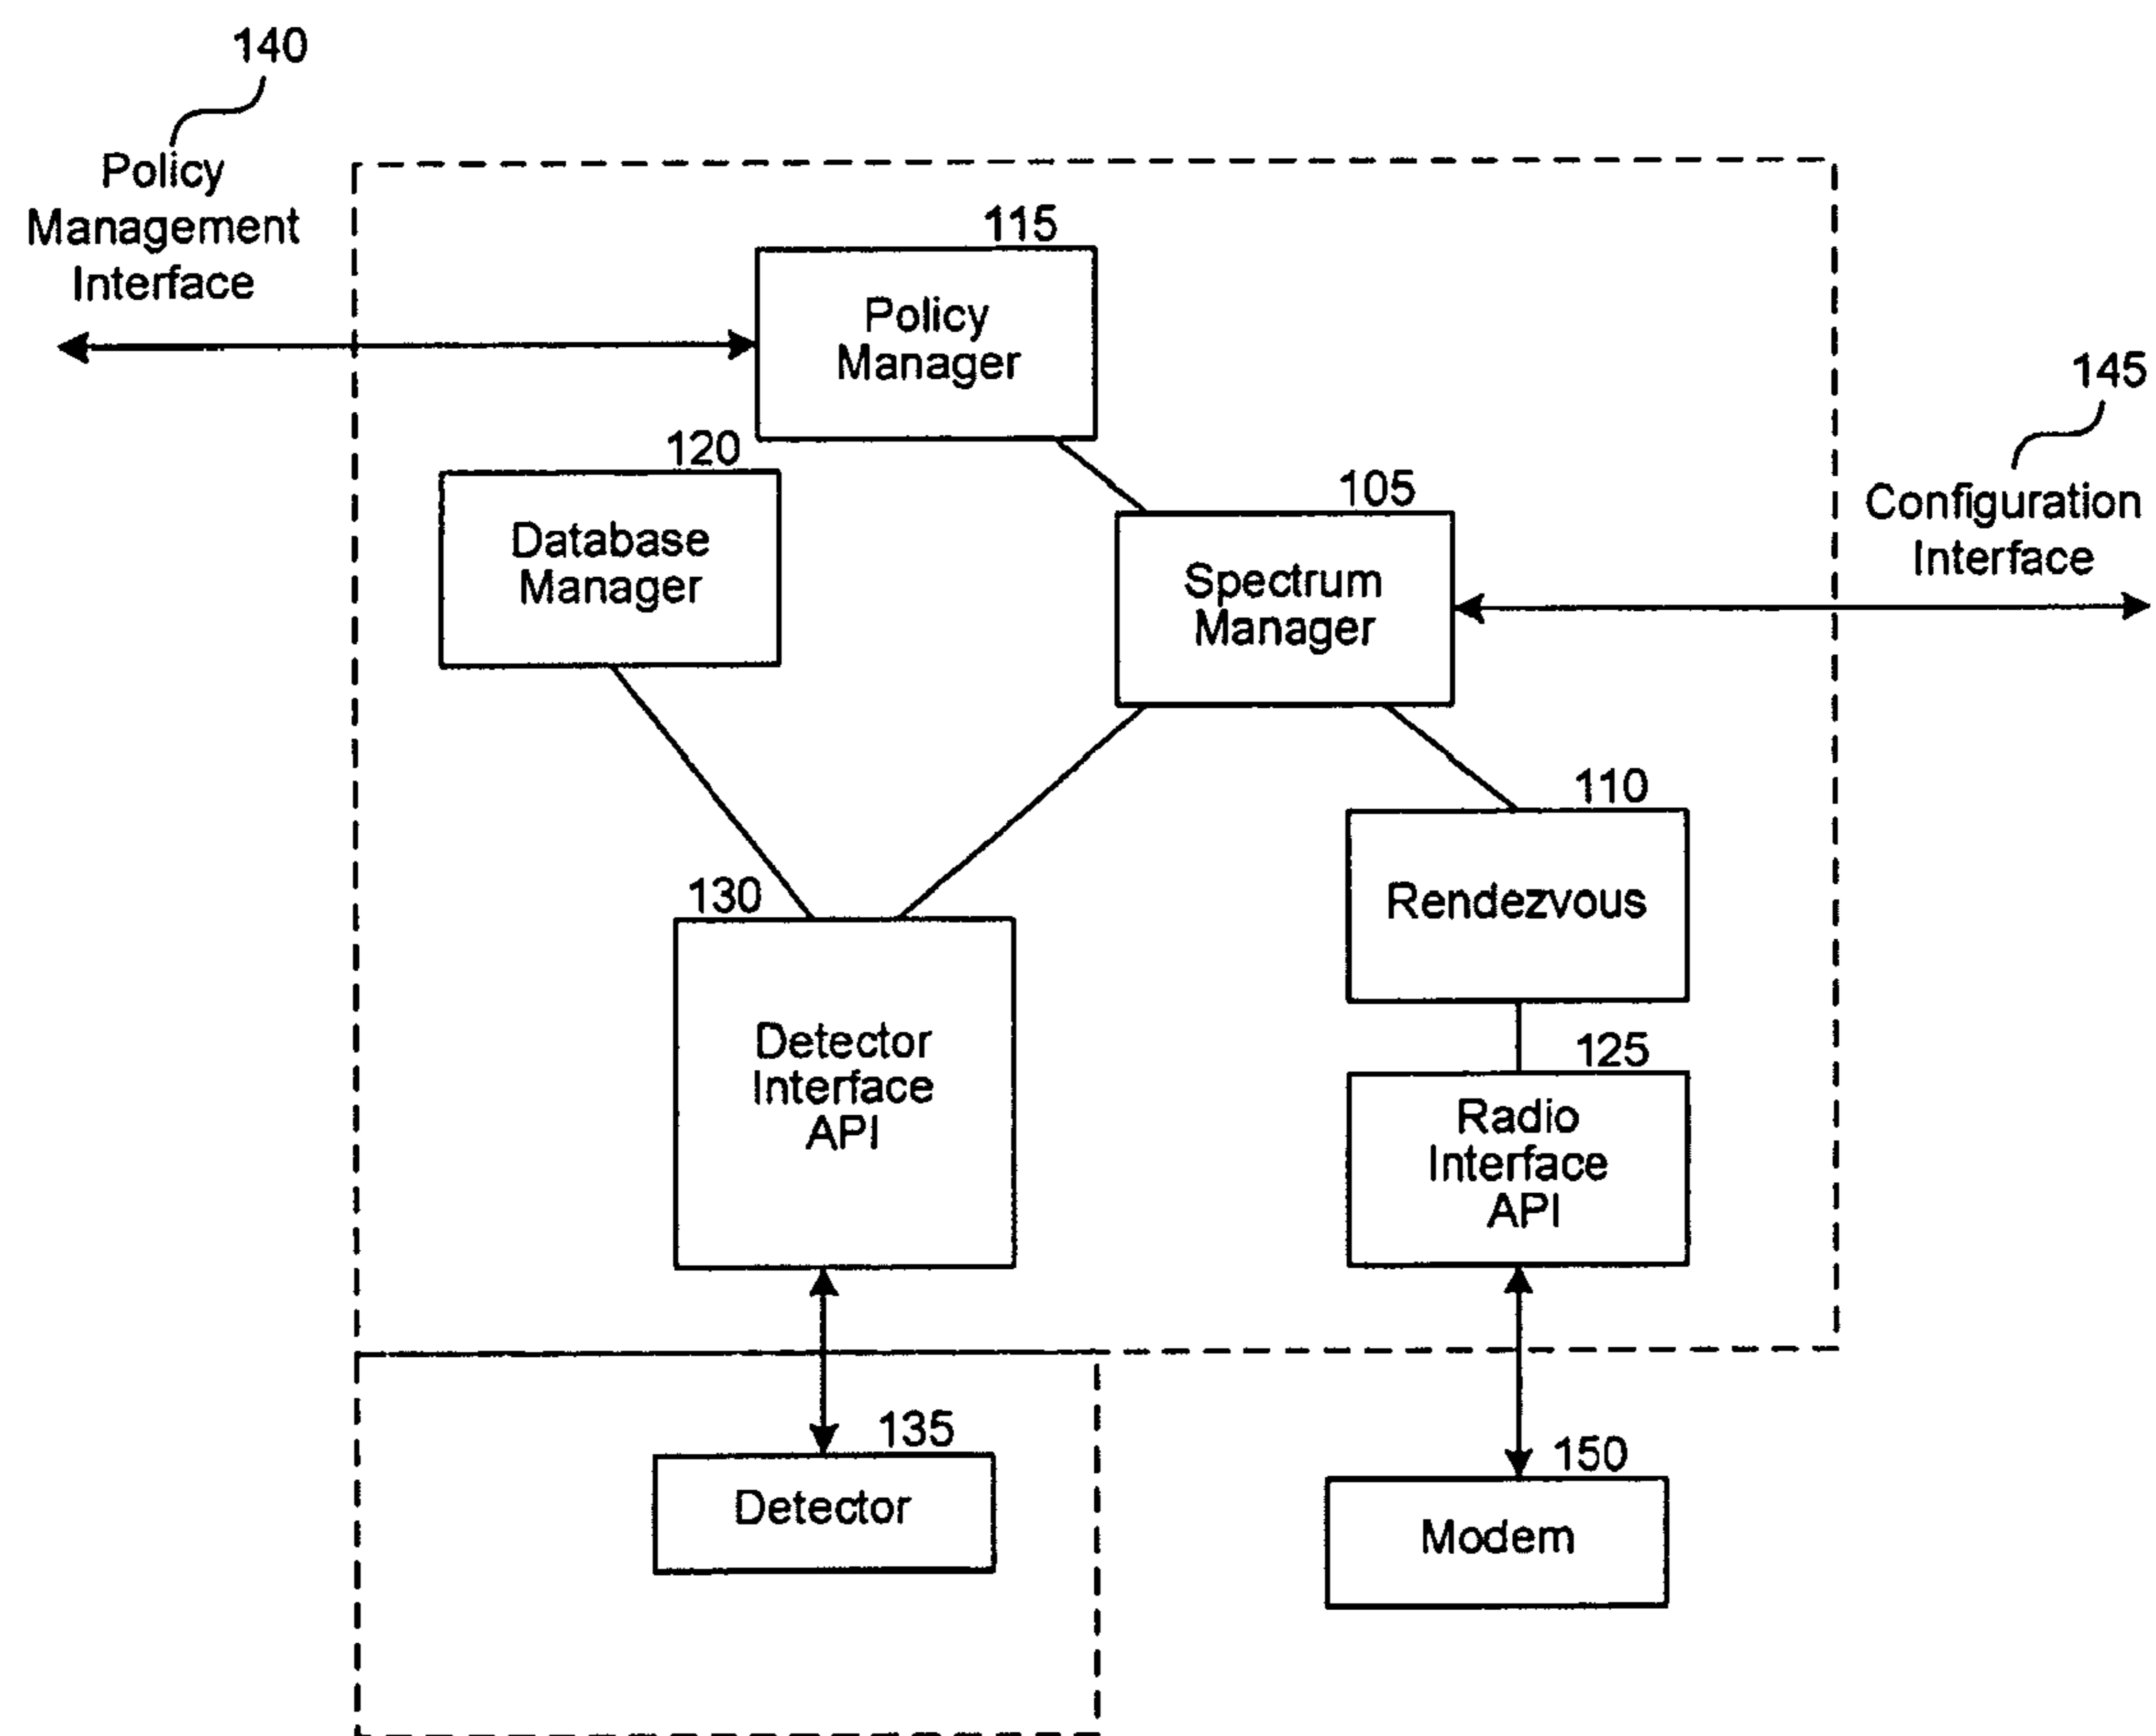 140
Policy
Management
Interface
115
Policy
Manager
145
Configuration
Interface
120
Database
Manager
105
Spectrum
Manager
110
Rendezvous
130
Detector
Interface
API
125
Radio
Interface
API
135
Detector
150
Modem